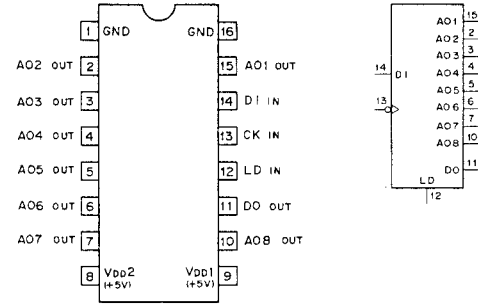 1 GND GND 16
AO2 OUT 2 15 AO1 OUT
AO3 OUT 3 14 DI IN
AO4 OUT 4 13 CK IN
AO5 OUT 5 12 LD IN
AO6 OUT 6 11 DO OUT
AO7 OUT 7 10 AO8 OUT
8 VDD2 VDD1 9
(+5V) (+5V)
AO1 15
AO2 2
AO3 3
14 DI AO4 4
AO5 5
13 AO6 6
AO7 7
AO8 10
DO 11
LD
12